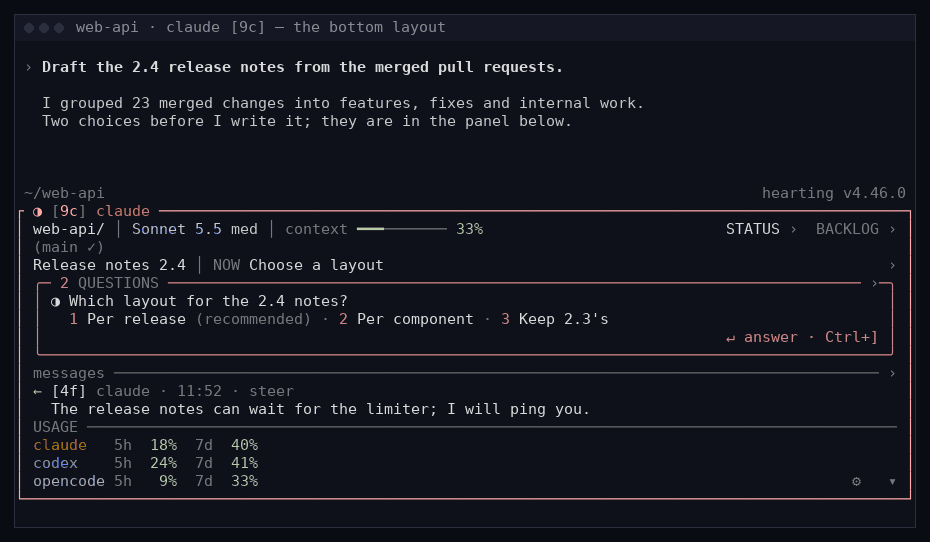 web-api · claude [9c] — the bottom layout
› Draft the 2.4 release notes from the merged pull requests.
I grouped 23 merged changes into features, fixes and internal work.
Two choices before I write it; they are in the panel below.
~/web-api hearting v4.46.0
◑ [9c] claude
web-api/ │ Sonnet 5.5 med │ context 33% STATUS › BACKLOG ›
(main ✓)
Release notes 2.4 │ NOW Choose a layout ›
2 QUESTIONS ›
◑ Which layout for the 2.4 notes?
1 Per release (recommended) · 2 Per component · 3 Keep 2.3's
↵ answer · Ctrl+]
messages ›
← [4f] claude · 11:52 · steer
The release notes can wait for the limiter; I will ping you.
USAGE
claude 5h 18% 7d 40%
codex 5h 24% 7d 41%
opencode 5h 9% 7d 33% ⚙ ▾